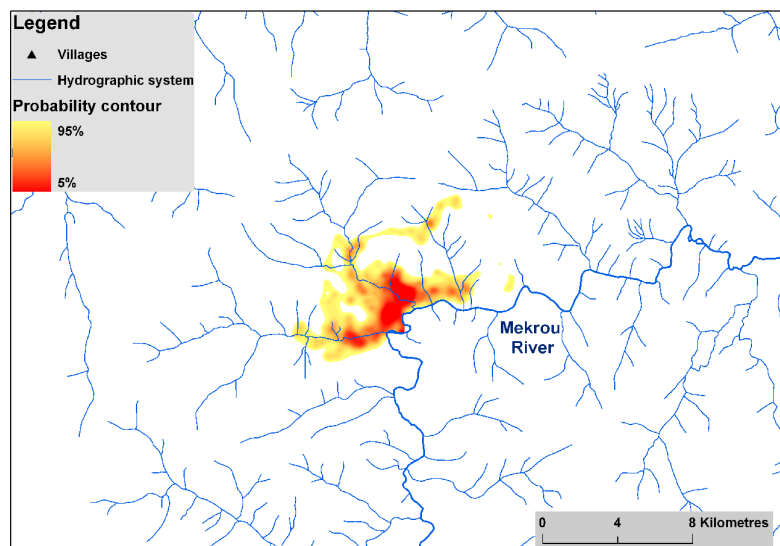 Legend
Villages
Hydrographic system
Probability contour
95%
5%
Mekrou
River
0 4 8 Kilometres